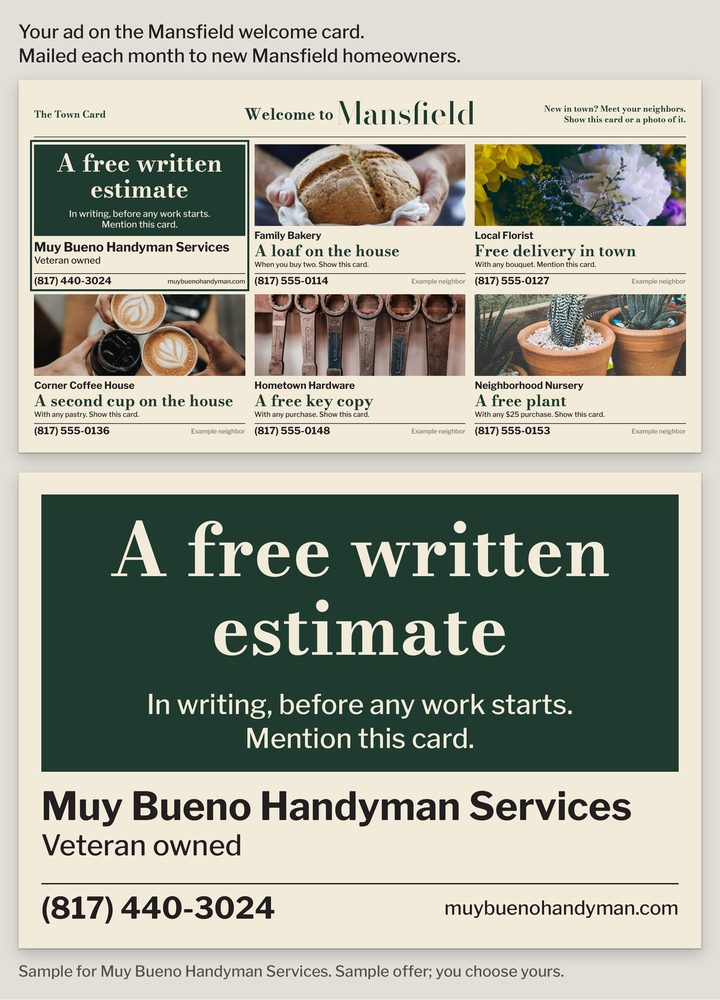 Your ad on the Mansfield welcome card.
Mailed each month to new Mansfield homeowners.
The Town Card
Welcome to Mansfield
New in town? Meet your neighbors.
Show this card or a photo of it.
A free written
estimate
In writing, before any work starts.
Mention this card.
Muy Bueno Handyman Services
Veteran owned
(817) 440-3024
muybuenohandyman.com
Family Bakery
A loaf on the house
When you buy two. Show this card.
(817) 555-0114
Example neighbor
Local Florist
Free delivery in town
With any bouquet. Mention this card.
(817) 555-0127
Example neighbor
Corner Coffee House
A second cup on the house
With any pastry. Show this card.
(817) 555-0136
Example neighbor
Hometown Hardware
A free key copy
With any purchase. Show this card.
(817) 555-0148
Example neighbor
Neighborhood Nursery
A free plant
With any $25 purchase. Show this card.
(817) 555-0153
Example neighbor
A free written
estimate
In writing, before any work starts.
Mention this card.
Muy Bueno Handyman Services
Veteran owned
(817) 440-3024
muybuenohandyman.com
Sample for Muy Bueno Handyman Services. Sample offer; you choose yours.